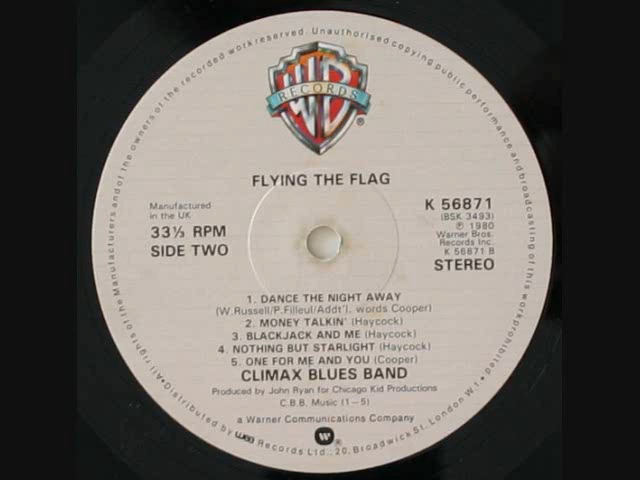 All rights of the Manufacturers and of the owners of the recorded work reserved. Unauthorised copying public performance and broadcasting of this work prohibited.
WB
RECORDS
®
FLYING THE FLAG
Manufactured
in the UK
33⅓ RPM
SIDE TWO
K 56871
(BSK 3493)
℗ 1980
Warner Bros.
Records Inc.
K 56871 B
STEREO
1. DANCE THE NIGHT AWAY
(W.Russell/P.Filleul/Addt'l. words Cooper)
2. MONEY TALKIN' (Haycock)
3. BLACKJACK AND ME (Haycock)
4. NOTHING BUT STARLIGHT (Haycock)
5. ONE FOR ME AND YOU (Cooper)
CLIMAX BLUES BAND
Produced by John Ryan for Chicago Kid Productions
C.B.B. Music (1–5)
a Warner Communications Company
W ®
Distributed by wea Records Ltd., 20, Broadwick St., London W1.